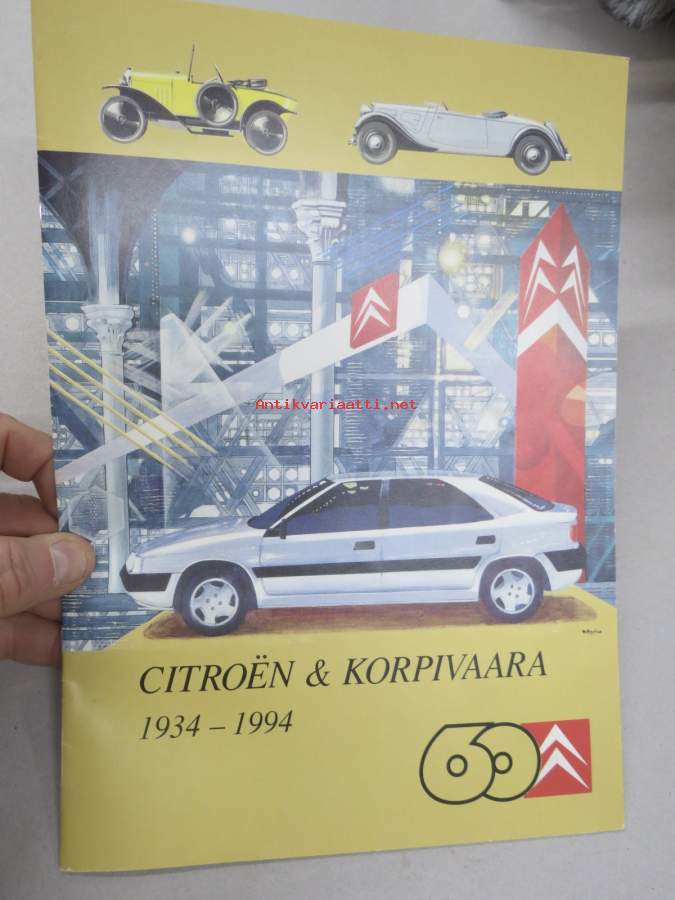 Antikvariaatti.net
CITROËN & KORPIVAARA
1934 – 1994
60